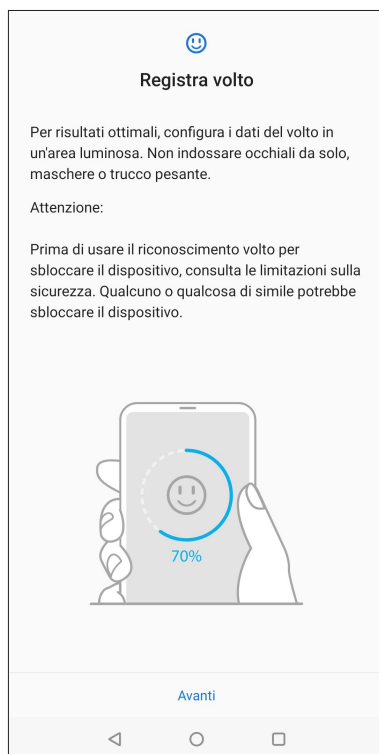 Registra volto
Per risultati ottimali, configura i dati del volto in
un'area luminosa. Non indossare occhiali da solo,
maschere o trucco pesante.
Attenzione:
Prima di usare il riconoscimento volto per
sbloccare il dispositivo, consulta le limitazioni sulla
sicurezza. Qualcuno o qualcosa di simile potrebbe
sbloccare il dispositivo.
70%
Avanti